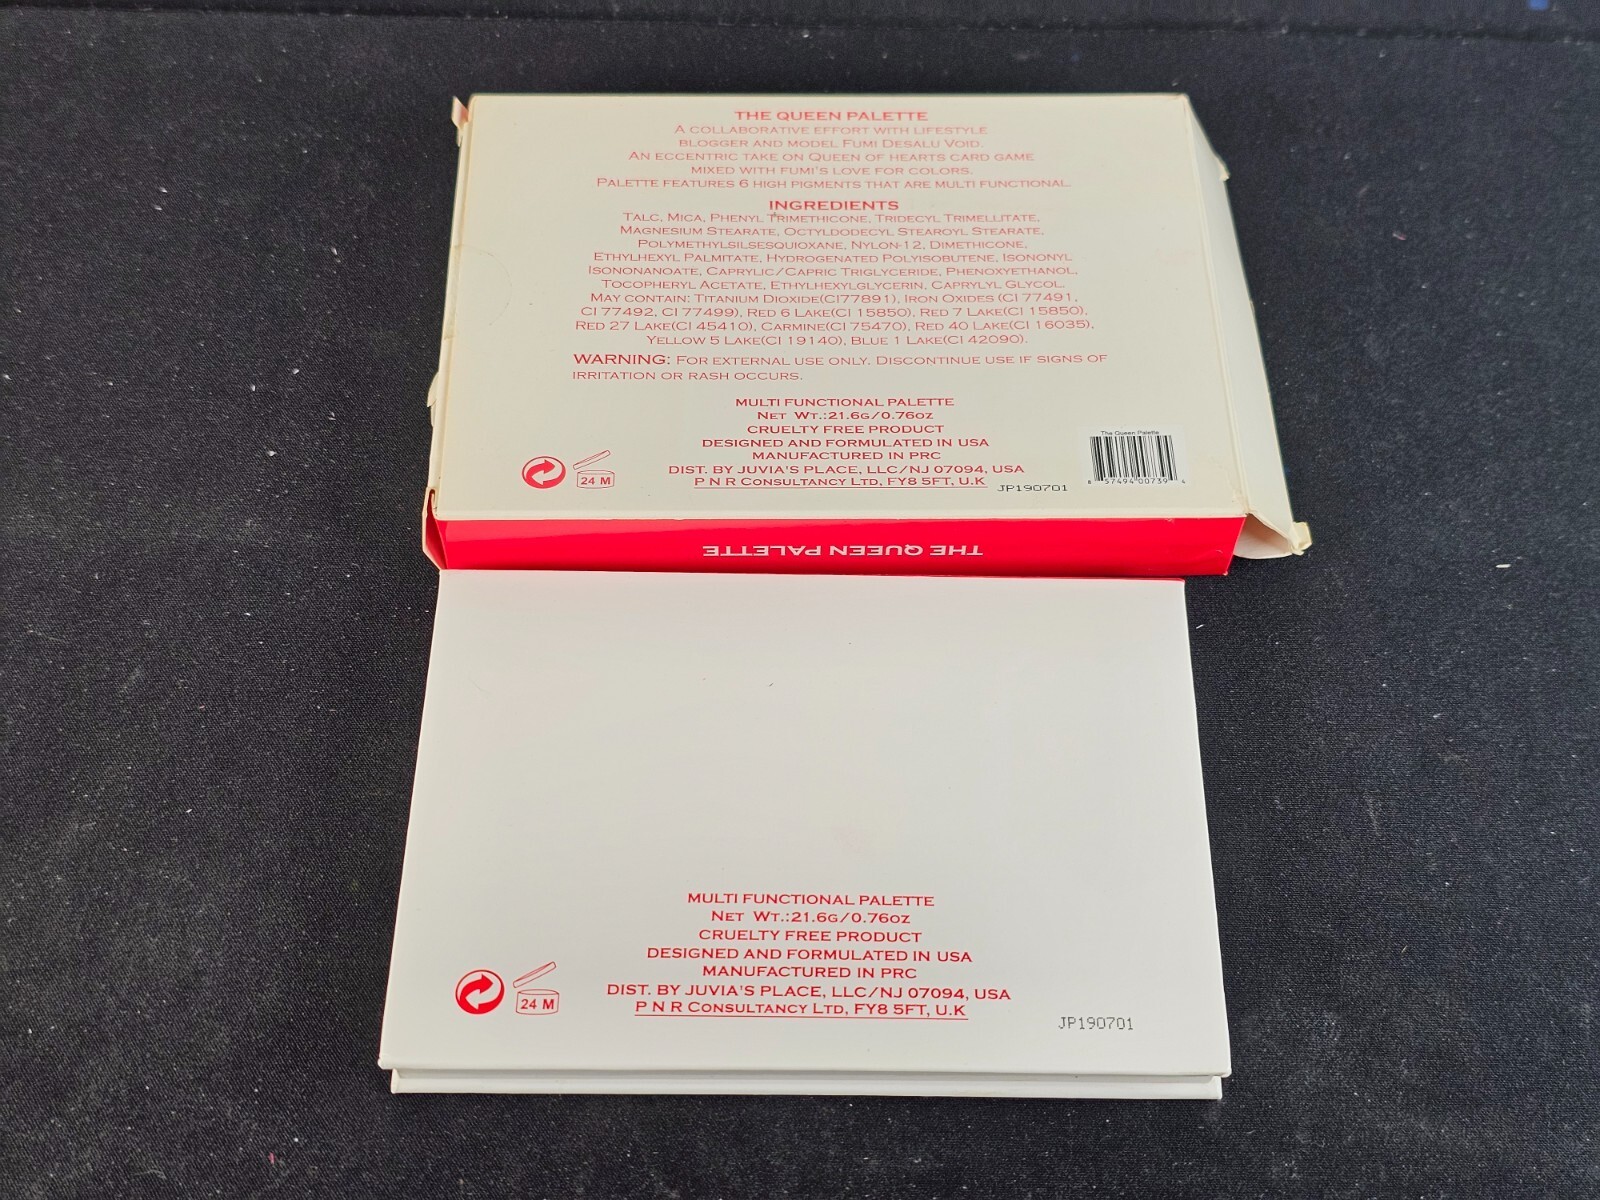 THE QUEEN PALETTE
A COLLABORATIVE EFFORT WITH LIFESTYLE
BLOGGER AND MODEL FUMI DESALU VOID.
AN ECCENTRIC TAKE ON QUEEN OF HEARTS CARD GAME
MIXED WITH FUMI'S LOVE FOR COLORS.
PALETTE FEATURES 6 HIGH PIGMENTS THAT ARE MULTI FUNCTIONAL.
INGREDIENTS
TALC, MICA, PHENYL TRIMETHICONE, TRIDECYL TRIMELLITATE,
MAGNESIUM STEARATE, OCTYLDODECYL STEAROYL STEARATE,
POLYMETHYLSILSESQUIOXANE, NYLON-12, DIMETHICONE,
ETHYLHEXYL PALMITATE, HYDROGENATED POLYISOBUTENE, ISONONYL
ISONONANOATE, CAPRYLIC/CAPRIC TRIGLYCERIDE, PHENOXYETHANOL,
TOCOPHERYL ACETATE, ETHYLHEXYLGLYCERIN, CAPRYLYL GLYCOL.
MAY CONTAIN: TITANIUM DIOXIDE(CI77891), IRON OXIDES (CI 77491,
CI 77492, CI 77499), RED 6 LAKE(CI 15850), RED 7 LAKE(CI 15850),
RED 27 LAKE(CI 45410), CARMINE(CI 75470), RED 40 LAKE(CI 16035),
YELLOW 5 LAKE(CI 19140), BLUE 1 LAKE(CI 42090).
WARNING: FOR EXTERNAL USE ONLY. DISCONTINUE USE IF SIGNS OF
IRRITATION OR RASH OCCURS.
MULTI FUNCTIONAL PALETTE
NET WT.:21.6G/0.76OZ
CRUELTY FREE PRODUCT
DESIGNED AND FORMULATED IN USA
MANUFACTURED IN PRC
DIST. BY JUVIA'S PLACE, LLC/NJ 07094, USA
P N R CONSULTANCY LTD, FY8 5FT, U.K
24 M
JP190701
The Queen Palette
8 57494 00739 4
THE QUEEN PALETTE
MULTI FUNCTIONAL PALETTE
NET WT.:21.6G/0.76OZ
CRUELTY FREE PRODUCT
DESIGNED AND FORMULATED IN USA
MANUFACTURED IN PRC
DIST. BY JUVIA'S PLACE, LLC/NJ 07094, USA
P N R CONSULTANCY LTD, FY8 5FT, U.K
24 M
JP190701